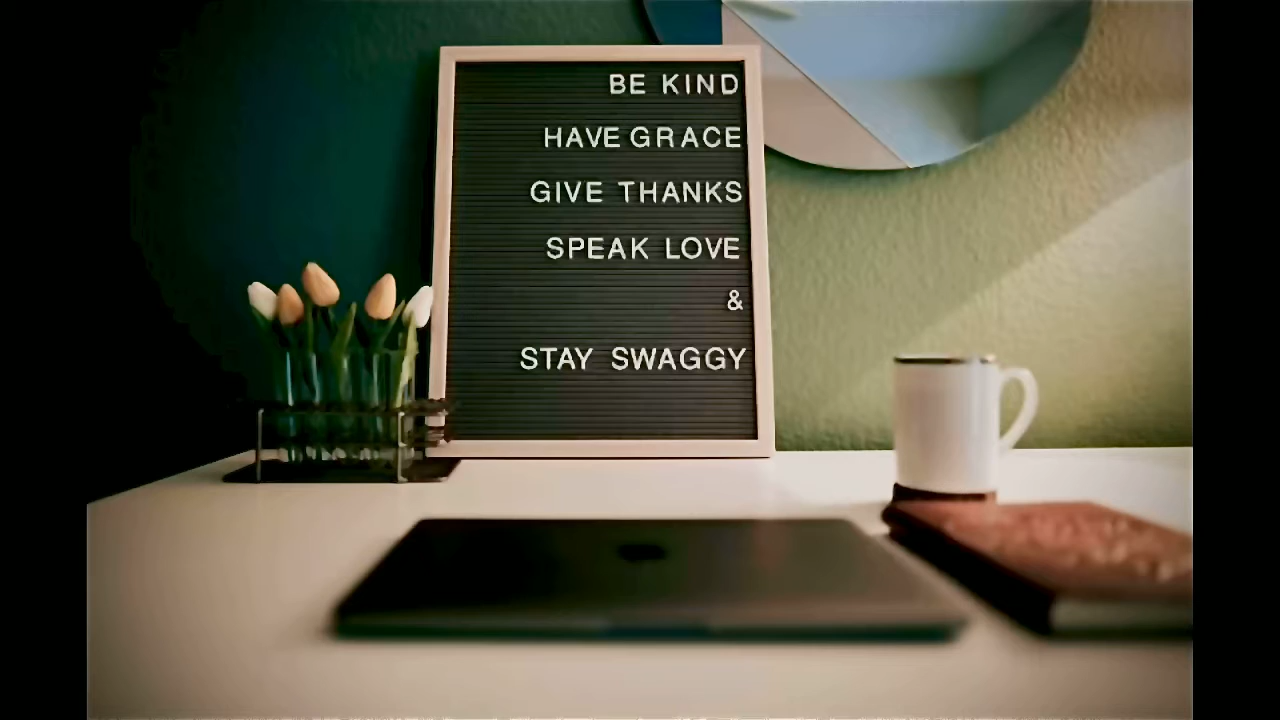 BE KIND
HAVE GRACE
GIVE THANKS
SPEAK LOVE
&
STAY SWAGGY